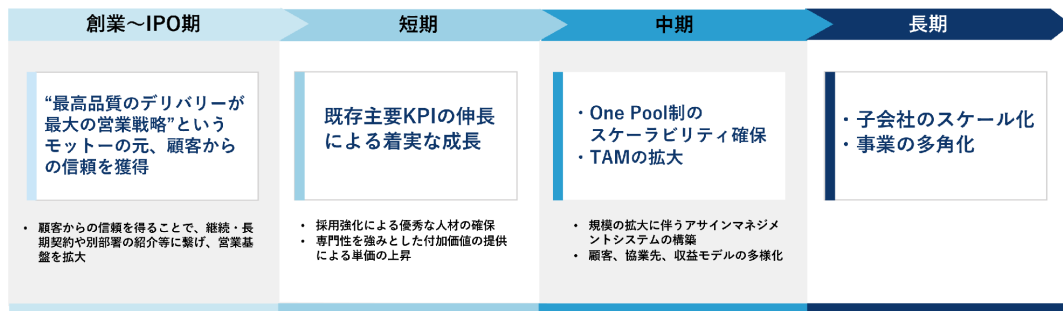 創業～IPO期
短期
中期
長期
“最高品質のデリバリーが
最大の営業戦略”という
モットーの元、顧客から
の信頼を獲得
既存主要KPIの伸長
による着実な成長
・One Pool制の
スケーラビリティ確保
・TAMの拡大
・子会社のスケール化
・事業の多角化
• 顧客からの信頼を得ることで、継続・長
期契約や別部署の紹介等に繋げ、営業基
盤を拡大
• 採用強化による優秀な人材の確保
• 専門性を強みとした付加価値の提供
による単価の上昇
• 規模の拡大に伴うアサインマネジメ
ントシステムの構築
• 顧客、協業先、収益モデルの多様化